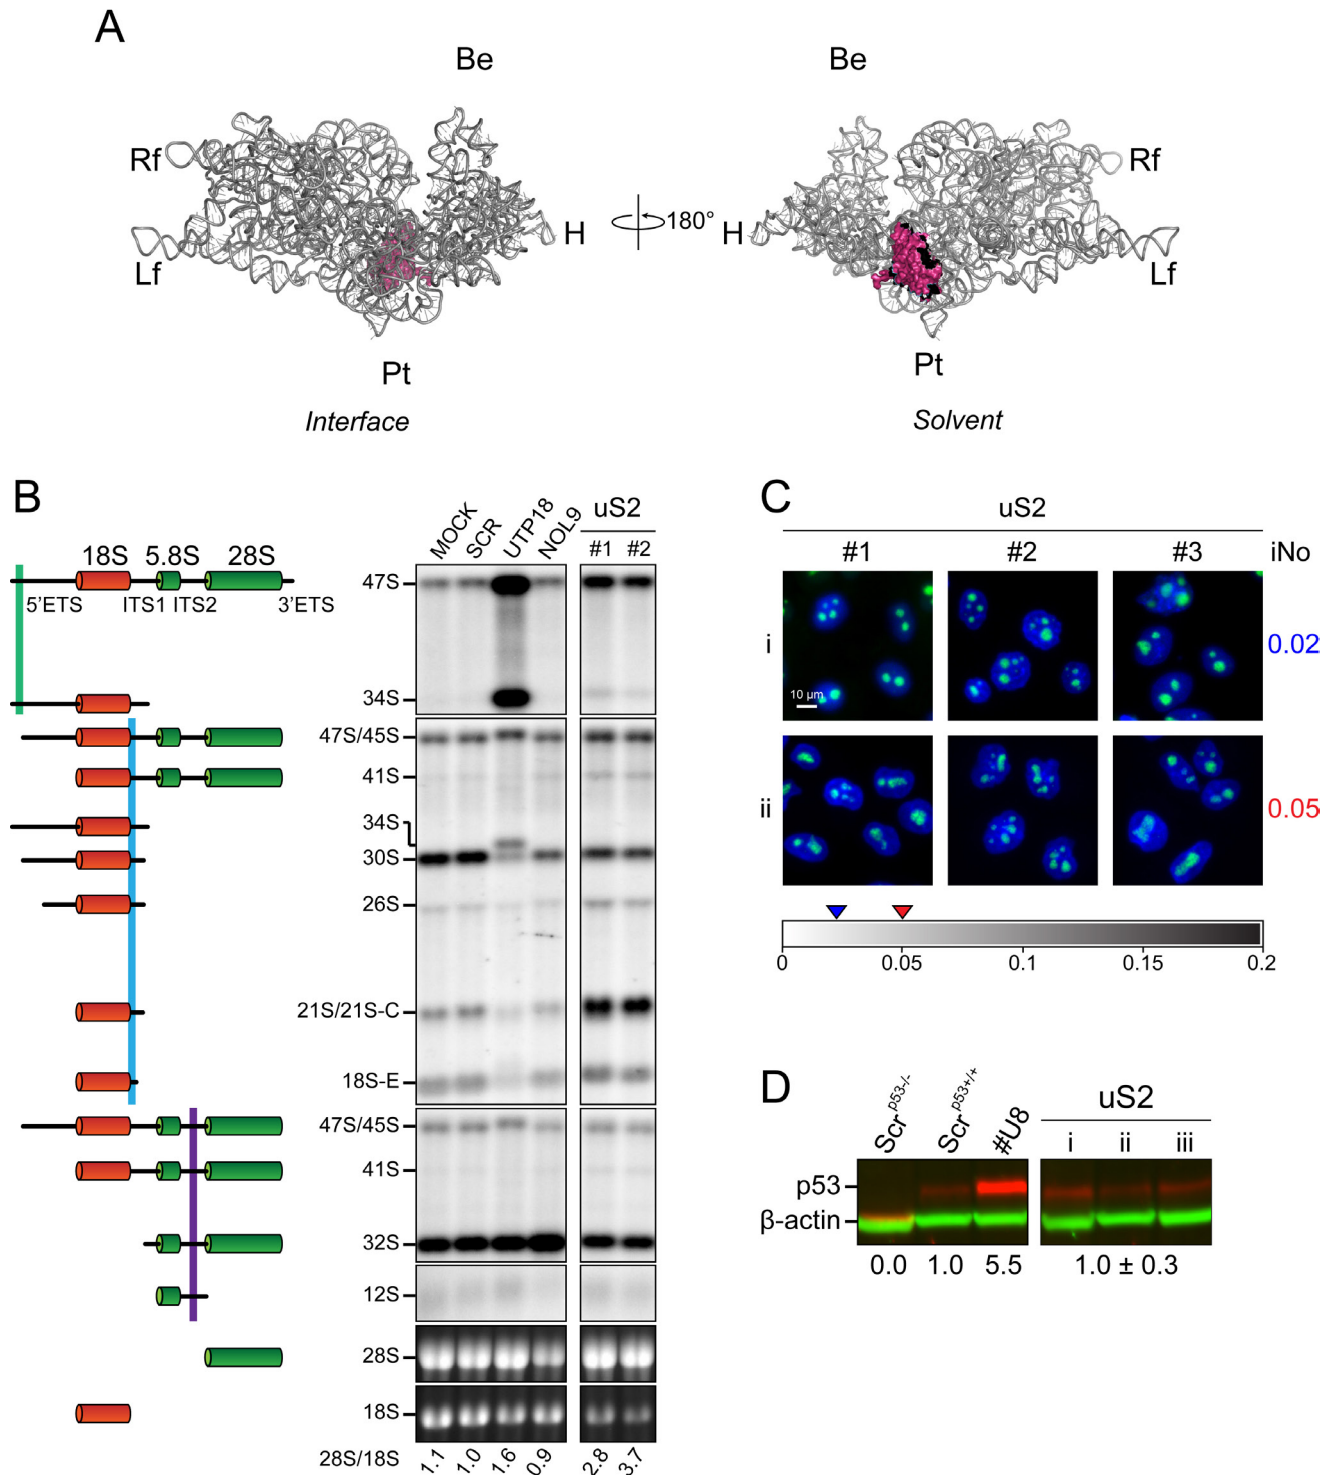 A
Be
Be
Rf
Rf
H
180°
H
Lf
Lf
Pt
Pt
Interface
Solvent
B
MOCK
SCR
UTP18
NOL9
uS2
#1
#2
18S
5.8S
28S
5'ETS
ITS1
ITS2
3'ETS
47S
34S
47S/45S
41S
34S
30S
26S
21S/21S-C
18S-E
47S/45S
41S
32S
12S
28S
18S
28S/18S
1.1
1.0
1.6
0.9
2.8
3.7
C
uS2
#1
#2
#3
iNo
i
10 µm
0.02
ii
0.05
0
0.05
0.1
0.15
0.2
D
Scr p53-/-
Scr p53+/+
#U8
uS2
i
ii
iii
p53
β-actin
0.0
1.0
5.5
1.0 ± 0.3